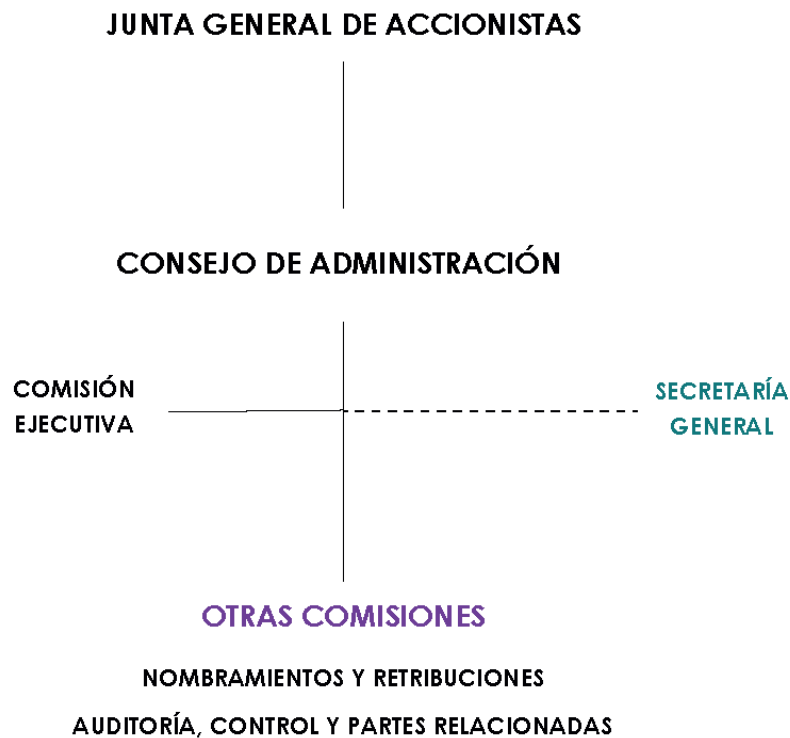 JUNTA GENERAL DE ACCIONISTAS
CONSEJO DE ADMINISTRACIÓN
COMISIÓN
EJECUTIVA
SECRETARÍA
GENERAL
OTRAS COMISIONES
NOMBRAMIENTOS Y RETRIBUCIONES
AUDITORÍA, CONTROL Y PARTES RELACIONADAS